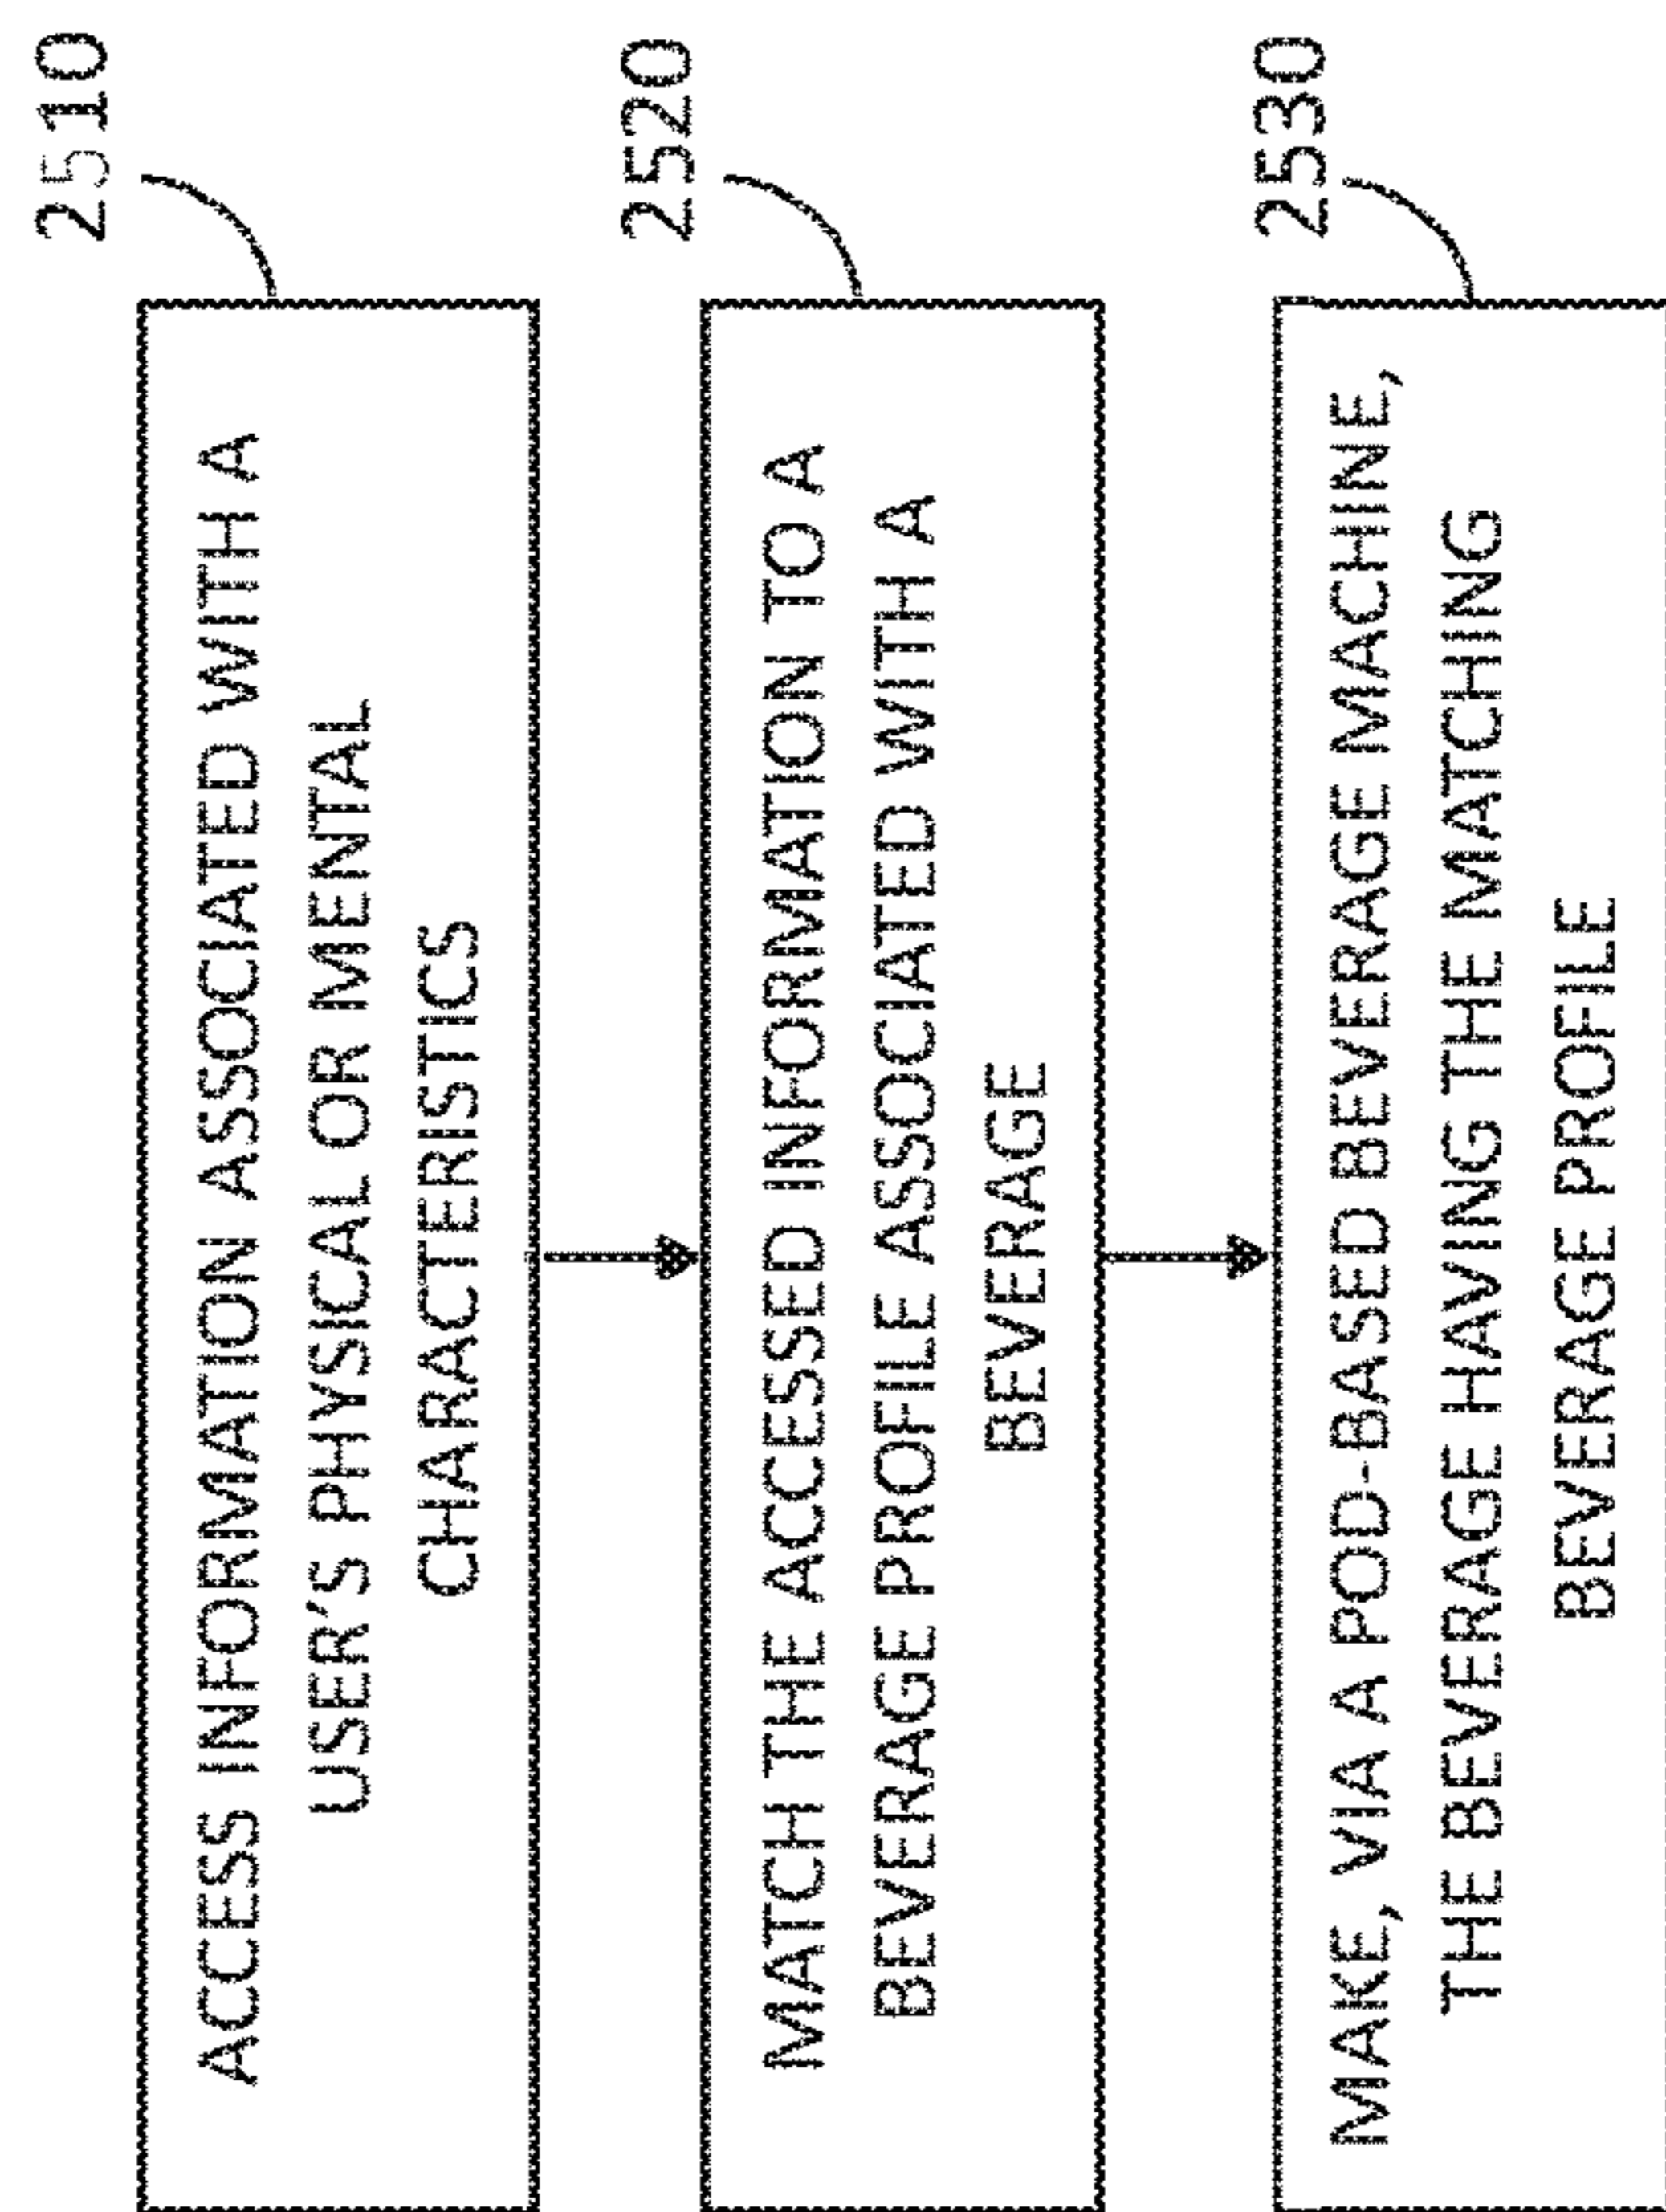 2510
ACCESS INFORMATION ASSOCIATED WITH A
USER'S PHYSICAL OR MENTAL
CHARACTERISTICS
2520
MATCH THE ACCESSED INFORMATION TO A
BEVERAGE PROFILE ASSOCIATED WITH A
BEVERAGE
2530
MAKE, VIA A POD-BASED BEVERAGE MACHINE,
THE BEVERAGE HAVING THE MATCHING
BEVERAGE PROFILE